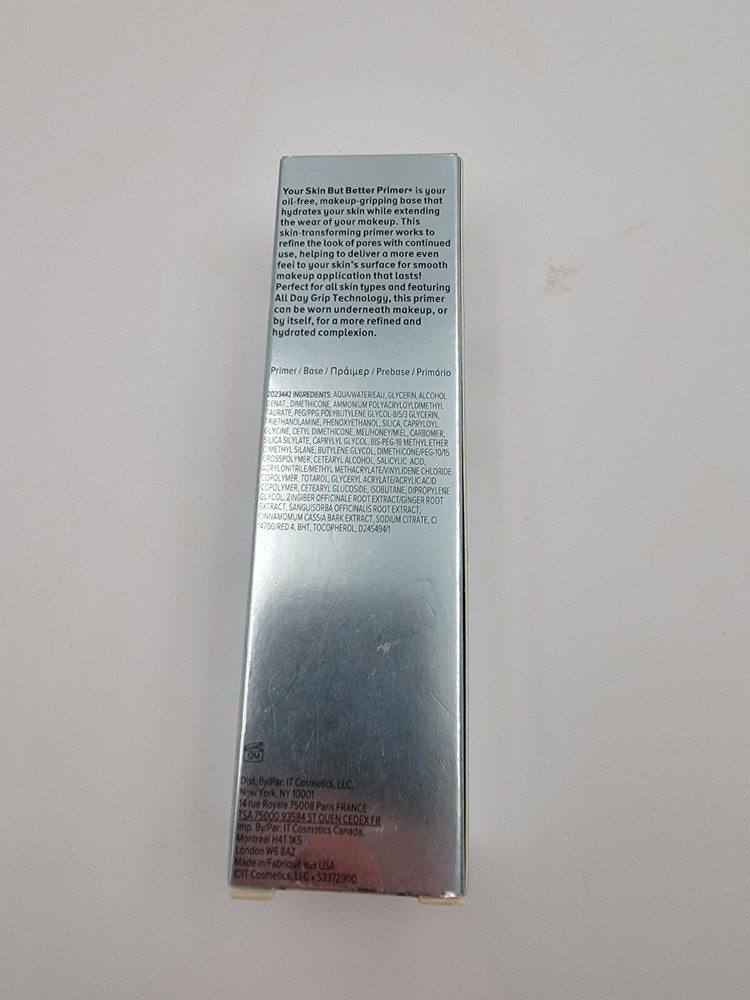 Your Skin But Better Primer+ is your
oil-free, makeup-gripping base that
hydrates your skin while extending
the wear of your makeup. This
skin-transforming primer works to
refine the look of pores with continued
use, helping to deliver a more even
feel to your skin's surface for smooth
makeup application that lasts!
Perfect for all skin types and featuring
All Day Grip Technology, this primer
can be worn underneath makeup, or
by itself, for a more refined and
hydrated complexion.
Primer / Base / Πράιμερ / Prebase / Primário
2023442 INGREDIENTS: AQUA/WATER/EAU, GLYCERIN, ALCOHOL
DENAT., DIMETHICONE, AMMONIUM POLYACRYLOYLDIMETHYL
TAURATE, PEG/PPG POLYBUTYLENE GLYCOL-8/5/3 GLYCERIN,
TRIETHANOLAMINE, PHENOXYETHANOL, SILICA, CAPRYLOYL
GLYCINE, CETYL DIMETHICONE, MEL/HONEY/MIEL, CARBOMER,
SILICA SILYLATE, CAPRYLYL GLYCOL, BIS-PEG-18 METHYL ETHER
DIMETHYL SILANE, BUTYLENE GLYCOL, DIMETHICONE/PEG-10/15
CROSSPOLYMER, CETEARYL ALCOHOL, SALICYLIC ACID,
ACRYLONITRILE/METHYL METHACRYLATE/VINYLIDENE CHLORIDE
COPOLYMER, TOTAROL, GLYCERYL ACRYLATE/ACRYLIC ACID
COPOLYMER, CETEARYL GLUCOSIDE, ISOBUTANE, DIPROPYLENE
GLYCOL, ZINGIBER OFFICINALE ROOT EXTRACT/GINGER ROOT
EXTRACT, SANGUISORBA OFFICINALIS ROOT EXTRACT,
CINNAMOMUM CASSIA BARK EXTRACT, SODIUM CITRATE, CI
14700/RED 4, BHT, TOCOPHEROL, D245494/1
12M
Dist. By/Par: IT Cosmetics, LLC,
New York, NY 10001
14 rue Royale 75008 Paris FRANCE
TSA 75000 93584 ST OUEN CEDEX FR
Imp. By/Par: IT Cosmetics Canada,
Montreal H4T 1K5
London W6 8AZ
Made in/Fabriqué aux USA
©IT Cosmetics, LLC • S3372900